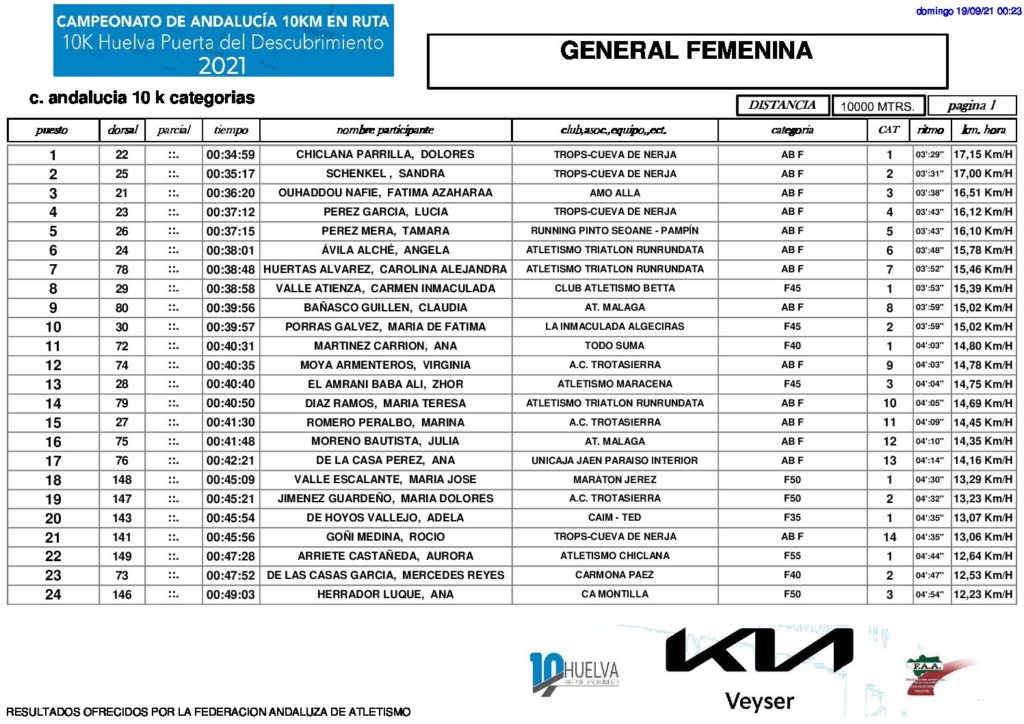 domingo 19/09/21 00:23
CAMPEONATO DE ANDALUCÍA 10KM EN RUTA
10K Huelva Puerta del Descubrimiento
2021
GENERAL FEMENINA
c. andalucia 10 k categorias
DISTANCIA 10000 MTRS. pagina 1
puesto dorsal parcial tiempo nombre participante club,asoc.,equipo,,ect. categoria CAT ritmo km. hora
1 22 ::. 00:34:59 CHICLANA PARRILLA, DOLORES TROPS-CUEVA DE NERJA AB F 1 03':29" 17,15 Km/H
2 25 ::. 00:35:17 SCHENKEL , SANDRA TROPS-CUEVA DE NERJA AB F 2 03':31" 17,00 Km/H
3 21 ::. 00:36:20 OUHADDOU NAFIE, FATIMA AZAHARAA AMO ALLA AB F 3 03':38" 16,51 Km/H
4 23 ::. 00:37:12 PEREZ GARCIA, LUCIA TROPS-CUEVA DE NERJA AB F 4 03':43" 16,12 Km/H
5 26 ::. 00:37:15 PEREZ MERA, TAMARA RUNNING PINTO SEOANE - PAMPÍN AB F 5 03':43" 16,10 Km/H
6 24 ::. 00:38:01 ÁVILA ALCHÉ, ANGELA ATLETISMO TRIATLON RUNRUNDATA AB F 6 03':48" 15,78 Km/H
7 78 ::. 00:38:48 HUERTAS ALVAREZ, CAROLINA ALEJANDRA ATLETISMO TRIATLON RUNRUNDATA AB F 7 03':52" 15,46 Km/H
8 29 ::. 00:38:58 VALLE ATIENZA, CARMEN INMACULADA CLUB ATLETISMO BETTA F45 1 03':53" 15,39 Km/H
9 80 ::. 00:39:56 BAÑASCO GUILLEN, CLAUDIA AT. MALAGA AB F 8 03':59" 15,02 Km/H
10 30 ::. 00:39:57 PORRAS GALVEZ, MARIA DE FATIMA LA INMACULADA ALGECIRAS F45 2 03':59" 15,02 Km/H
11 72 ::. 00:40:31 MARTINEZ CARRION, ANA TODO SUMA F40 1 04':03" 14,80 Km/H
12 74 ::. 00:40:35 MOYA ARMENTEROS, VIRGINIA A.C. TROTASIERRA AB F 9 04':03" 14,78 Km/H
13 28 ::. 00:40:40 EL AMRANI BABA ALI, ZHOR ATLETISMO MARACENA F45 3 04':04" 14,75 Km/H
14 79 ::. 00:40:50 DIAZ RAMOS, MARIA TERESA ATLETISMO TRIATLON RUNRUNDATA AB F 10 04':05" 14,69 Km/H
15 27 ::. 00:41:30 ROMERO PERALBO, MARINA A.C. TROTASIERRA AB F 11 04':09" 14,45 Km/H
16 75 ::. 00:41:48 MORENO BAUTISTA, JULIA AT. MALAGA AB F 12 04':10" 14,35 Km/H
17 76 ::. 00:42:21 DE LA CASA PEREZ, ANA UNICAJA JAEN PARAISO INTERIOR AB F 13 04':14" 14,16 Km/H
18 148 ::. 00:45:09 VALLE ESCALANTE, MARIA JOSE MARATON JEREZ F50 1 04':30" 13,29 Km/H
19 147 ::. 00:45:21 JIMENEZ GUARDEÑO, MARIA DOLORES A.C. TROTASIERRA F50 2 04':32" 13,23 Km/H
20 143 ::. 00:45:54 DE HOYOS VALLEJO, ADELA CAIM - TED F35 1 04':35" 13,07 Km/H
21 141 ::. 00:45:56 GOÑI MEDINA, ROCIO TROPS-CUEVA DE NERJA AB F 14 04':35" 13,06 Km/H
22 149 ::. 00:47:28 ARRIETE CASTAÑEDA, AURORA ATLETISMO CHICLANA F55 1 04':44" 12,64 Km/H
23 73 ::. 00:47:52 DE LAS CASAS GARCIA, MERCEDES REYES CARMONA PAEZ F40 2 04':47" 12,53 Km/H
24 146 ::. 00:49:03 HERRADOR LUQUE, ANA CA MONTILLA F50 3 04':54" 12,23 Km/H
10 HUELVA
KIA
Veyser
F.A.A.
RESULTADOS OFRECIDOS POR LA FEDERACION ANDALUZA DE ATLETISMO